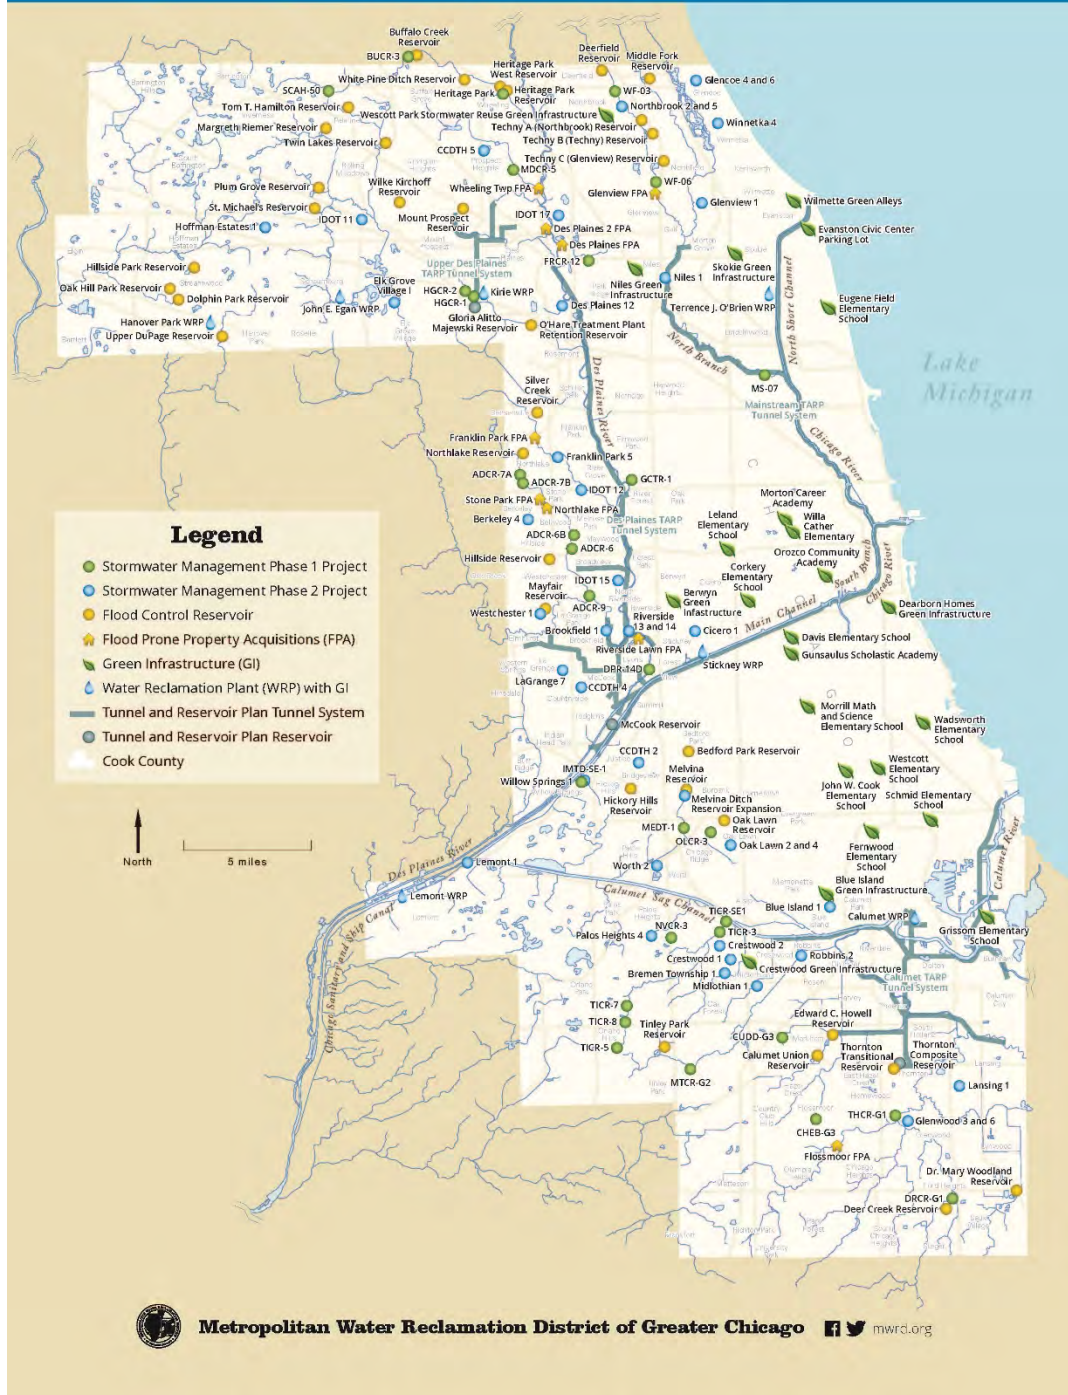 Buffalo Creek
Reservoir
BUCR-3
Deerfield
Reservoir
Middle Fork
Reservoir
Heritage Park
West Reservoir
White Pine Ditch Reservoir
Glencoe 4 and 6
SCAH-50
Heritage Park
Heritage Park
Reservoir
WF-03
Tom T. Hamilton Reservoir
Northbrook 2 and 5
Wescott Park Stormwater Reuse Green Infrastructure
Winnetka 4
Margreth Riemer Reservoir
Techny A (Northbrook) Reservoir
Twin Lakes Reservoir
Techny B (Techny) Reservoir
CCDTH 5
Techny C (Glenview) Reservoir
MDCR-5
WF-06
Plum Grove Reservoir
Wilke Kirchoff
Reservoir
Wheeling Twp FPA
Glenview FPA
Wilmette Green Alleys
St. Michael's Reservoir
Glenview 1
IDOT 11
Mount Prospect
Reservoir
IDOT 17
Hoffman Estates 1
Des Plaines 2 FPA
Evanston Civic Center
Parking Lot
Des Plaines FPA
Upper Des Plaines
TARP Tunnel System
FRCR-12
Skokie Green
Infrastructure
Hillside Park Reservoir
Niles Green
Infrastructure
Niles 1
Oak Hill Park Reservoir
Elk Grove
Village I
HGCR-2
HGCR-1
Kirie WRP
Dolphin Park Reservoir
John E. Egan WRP
Des Plaines 12
Terrence J. O'Brien WRP
Eugene Field
Elementary
School
Gloria Alitto
Majewski Reservoir
Hanover Park WRP
O'Hare Treatment Plant
Retention Reservoir
Upper DuPage Reservoir
North Shore Channel
North Branch
Lake
Michigan
Des Plaines River
MS-07
Silver
Creek
Reservoir
Mainstream TARP
Tunnel System
Franklin Park FPA
Chicago River
Northlake Reservoir
Franklin Park 5
ADCR-7A
ADCR-7B
GCTR-1
IDOT 12
Stone Park FPA
Northlake FPA
Morton Career
Academy
Berkeley 4
Des Plaines TARP
Tunnel System
Leland
Elementary
School
Willa
Cather
Elementary
ADCR-6B
ADCR-6
Orozco Community
Academy
Hillside Reservoir
Corkery
Elementary
School
South Branch
Chicago River
IDOT 15
Mayfair
Reservoir
ADCR-9
Berwyn
Green
Infastructure
Dearborn Homes
Green Infrastructure
Westchester 1
Riverside
13 and 14
Main Channel
Brookfield 1
Cicero 1
Davis Elementary School
Riverside Lawn FPA
Gunsaulus Scholastic Academy
Stickney WRP
DPR-14D
LaGrange 7
CCDTH 4
Legend
Stormwater Management Phase 1 Project
Stormwater Management Phase 2 Project
Flood Control Reservoir
Flood Prone Property Acquisitions (FPA)
Green Infrastructure (GI)
Water Reclamation Plant (WRP) with GI
Tunnel and Reservoir Plan Tunnel System
Tunnel and Reservoir Plan Reservoir
Cook County
North
5 miles
McCook Reservoir
Morrill Math
and Science
Elementary School
Wadsworth
Elementary
School
CCDTH 2
Bedford Park Reservoir
Westcott
Elementary
School
IMTD-SE-1
Willow Springs 1
Melvina
Reservoir
John W. Cook
Elementary
School
Schmid Elementary
School
Hickory Hills
Reservoir
Melvina Ditch
Reservoir Expansion
Oak Lawn
Reservoir
MEDT-1
OLCR-3
Oak Lawn 2 and 4
Fernwood
Elementary
School
Des Plaines River
Lemont 1
Worth 2
Calumet River
Lemont WRP
Calumet Sag Channel
Blue Island
Green Infrastructure
Blue Island 1
Calumet WRP
TICR-SE1
Grissom Elementary
School
NVCR-3
TICR-3
Palos Heights 4
Crestwood 2
Crestwood 1
Robbins 2
Crestwood Green Infrastructure
Bremen Township 1
Midlothian 1
Calumet TARP
Tunnel System
Chicago Sanitary and Ship Canal
TICR-7
TICR-8
TICR-5
Tinley Park
Reservoir
Edward C. Howell
Reservoir
CUDD-G3
Calumet Union
Reservoir
Thornton
Transitional
Reservoir
Thornton
Composite
Reservoir
MTCR-G2
Lansing 1
THCR-G1
Glenwood 3 and 6
CHEB-G3
Flossmoor FPA
Dr. Mary Woodland
Reservoir
DRCR-G1
Deer Creek Reservoir
Metropolitan Water Reclamation District of Greater Chicago
mwrd.org